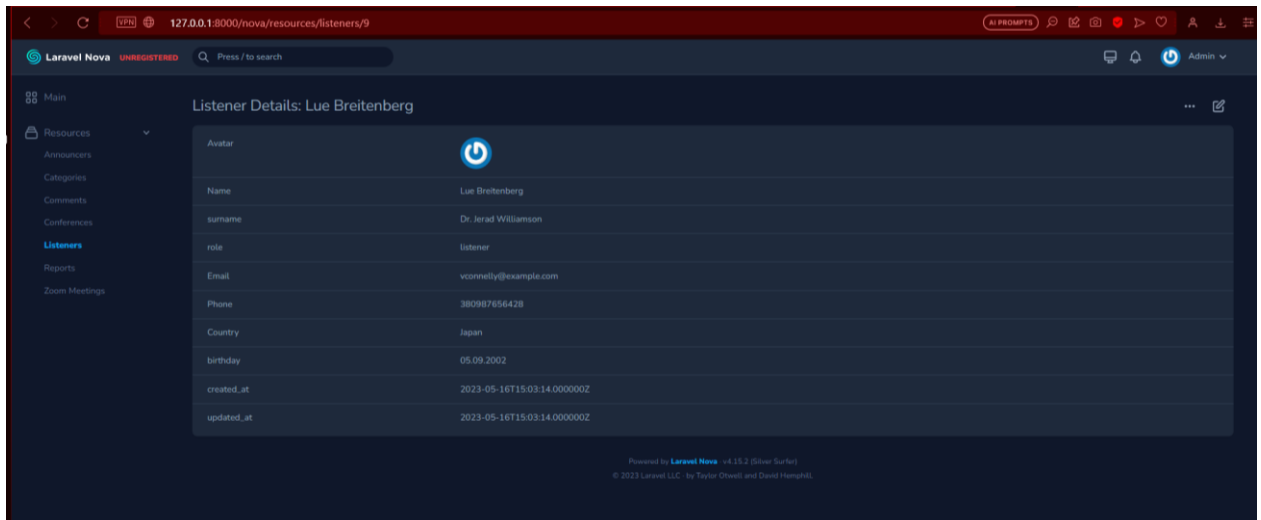 VPN 127.0.0.1:8000/nova/resources/listeners/9 AI PROMPTS
Laravel Nova UNREGISTERED Press / to search Admin
Main
Listener Details: Lue Breitenberg
Resources
Announcers
Categories
Comments
Conferences
Listeners
Reports
Zoom Meetings
Avatar
Name Lue Breitenberg
surname Dr. Jerad Williamson
role listener
Email vconnelly@example.com
Phone 380987656428
Country Japan
birthday 05.09.2002
created_at 2023-05-16T15:03:14.000000Z
updated_at 2023-05-16T15:03:14.000000Z
Powered by Laravel Nova · v4.15.2 (Silver Surfer)
© 2023 Laravel LLC · by Taylor Otwell and David Hemphill.